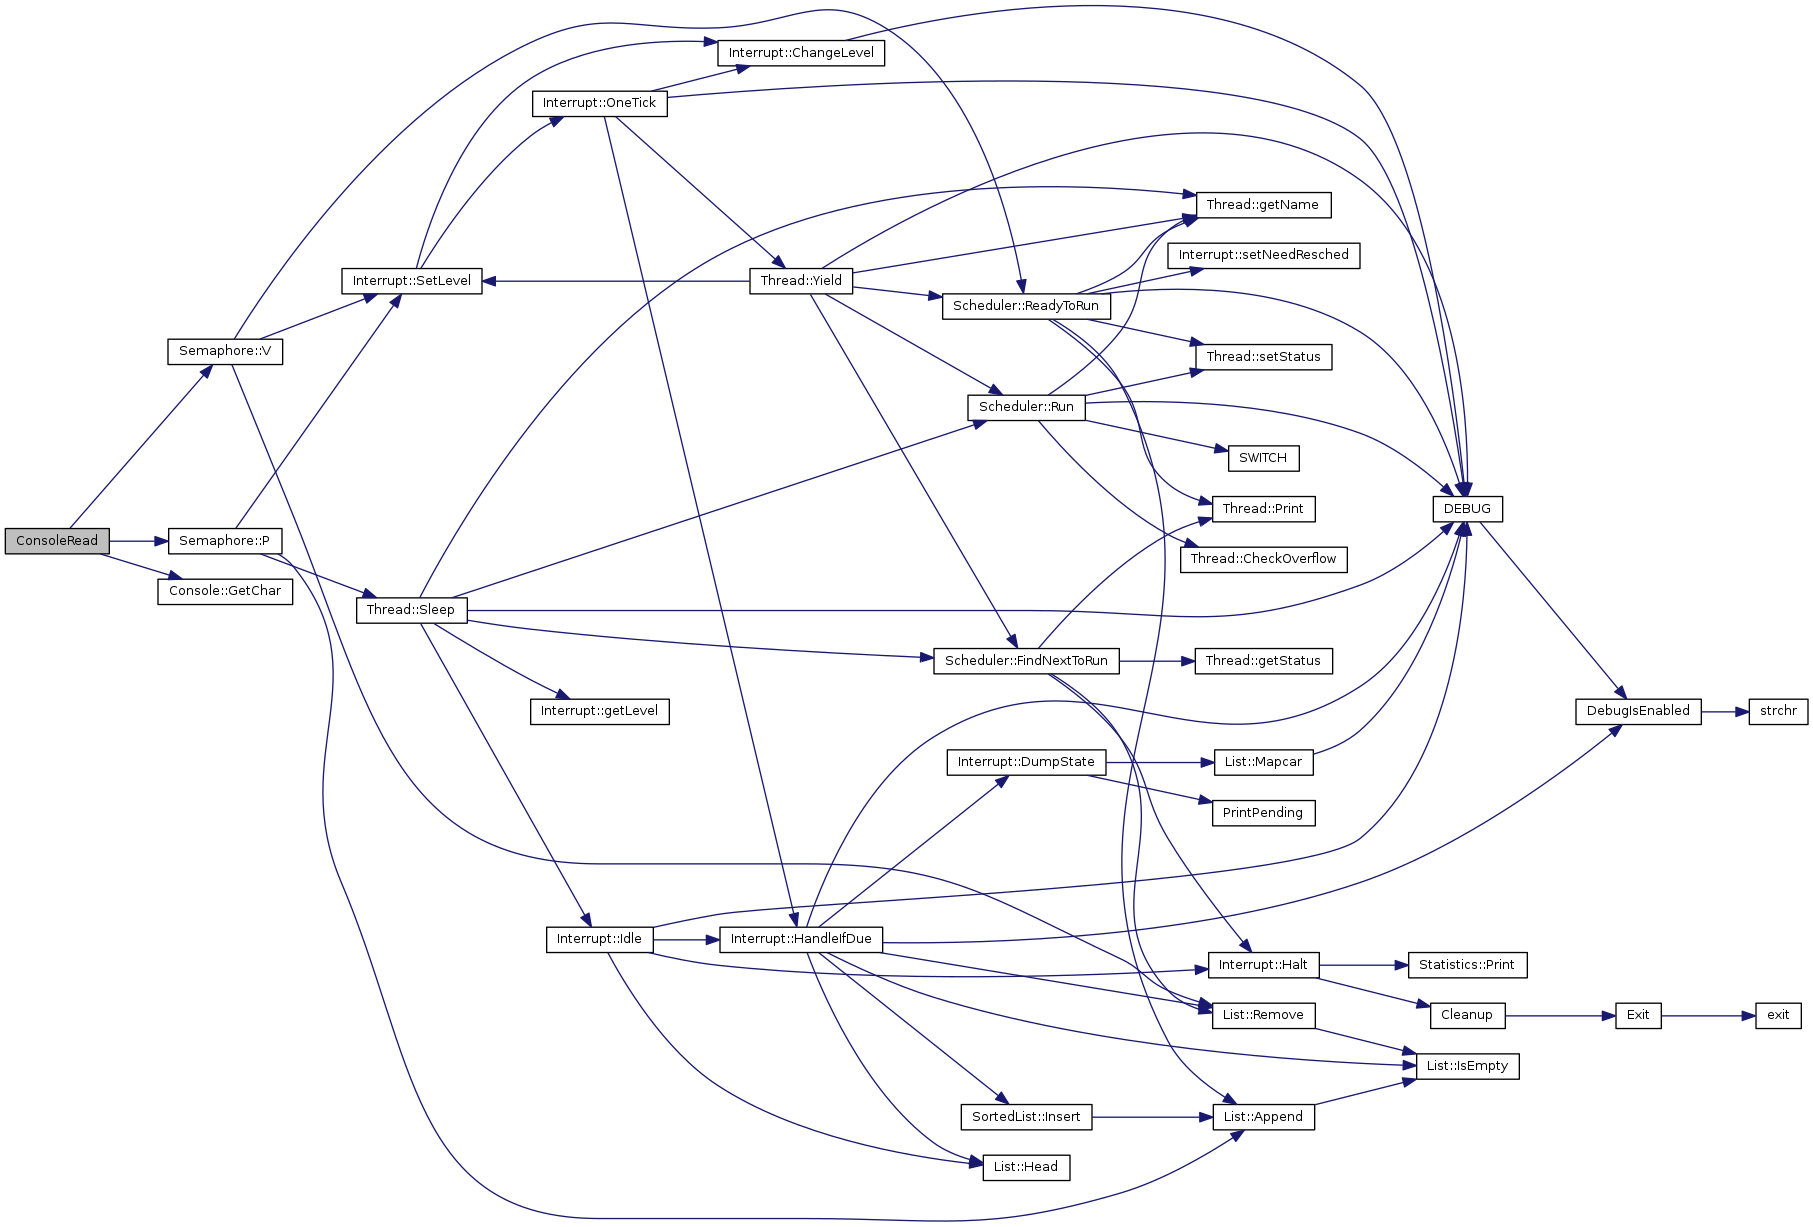 Interrupt::ChangeLevel
Interrupt::OneTick
Thread::getName
Interrupt::setNeedResched
Interrupt::SetLevel
Thread::Yield
Scheduler::ReadyToRun
Semaphore::V
Thread::setStatus
Scheduler::Run
SWITCH
Thread::Print
DEBUG
ConsoleRead
Semaphore::P
Thread::CheckOverflow
Console::GetChar
Thread::Sleep
Scheduler::FindNextToRun
Thread::getStatus
Interrupt::getLevel
DebugIsEnabled
strchr
Interrupt::DumpState
List::Mapcar
PrintPending
Interrupt::Idle
Interrupt::HandleIfDue
Interrupt::Halt
Statistics::Print
List::Remove
Cleanup
Exit
exit
List::IsEmpty
SortedList::Insert
List::Append
List::Head